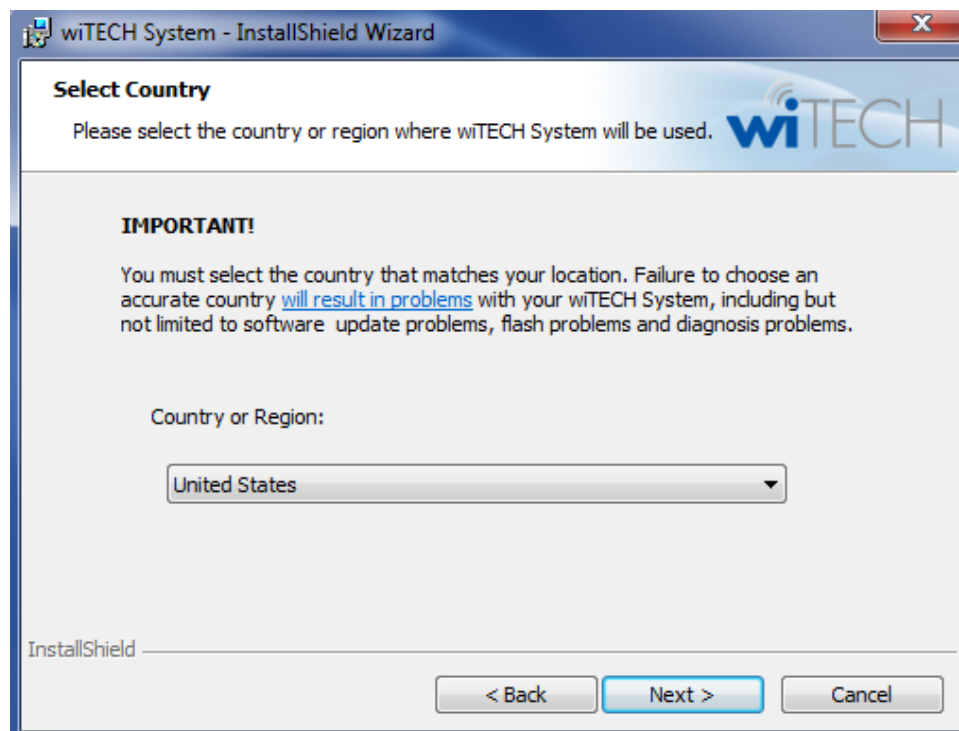 wiTECH System - InstallShield Wizard
Select Country
Please select the country or region where wiTECH System will be used.
wiTECH
IMPORTANT!
You must select the country that matches your location. Failure to choose an
accurate country will result in problems with your wiTECH System, including but
not limited to software  update problems, flash problems and diagnosis problems.
Country or Region:
United States
InstallShield
< Back
Next >
Cancel